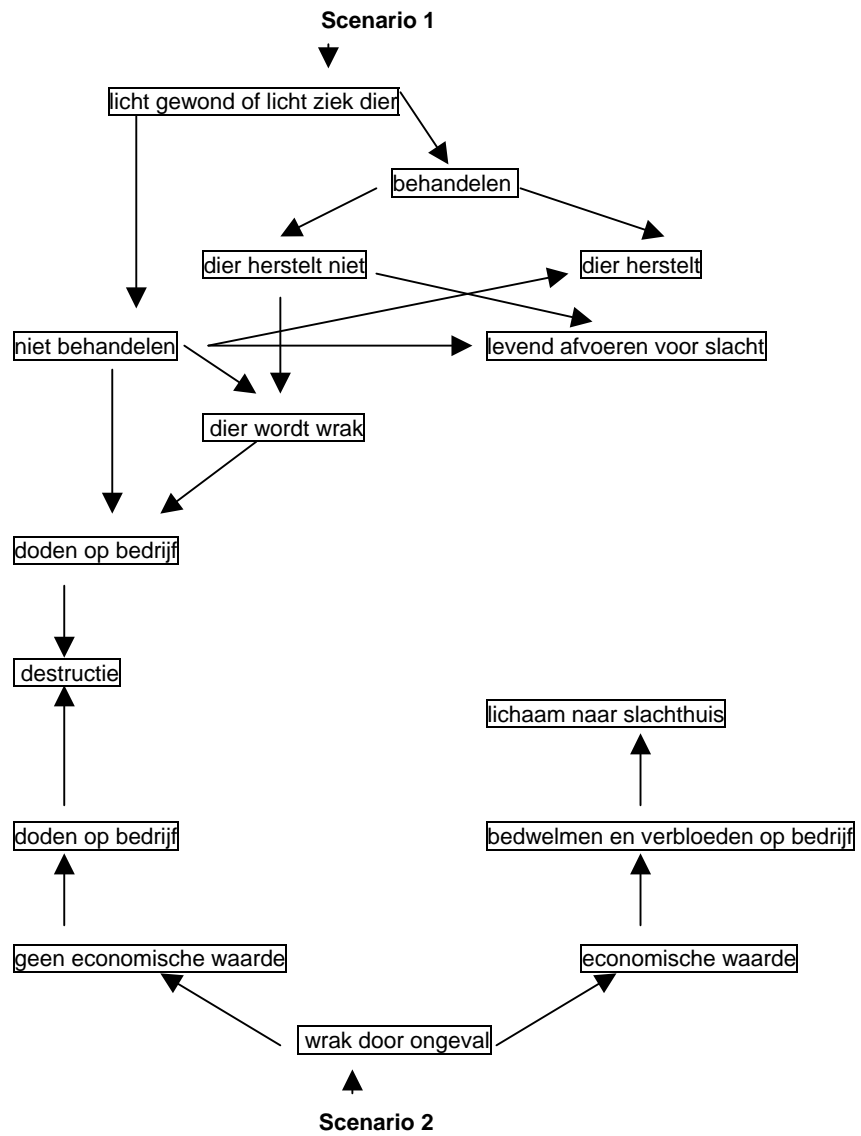 Scenario 1
licht gewond of licht ziek dier
behandelen
dier herstelt niet
dier herstelt
niet behandelen
levend afvoeren voor slacht
dier wordt wrak
doden op bedrijf
destructie
lichaam naar slachthuis
doden op bedrijf
bedwelmen en verbloeden op bedrijf
geen economische waarde
economische waarde
wrak door ongeval
Scenario 2